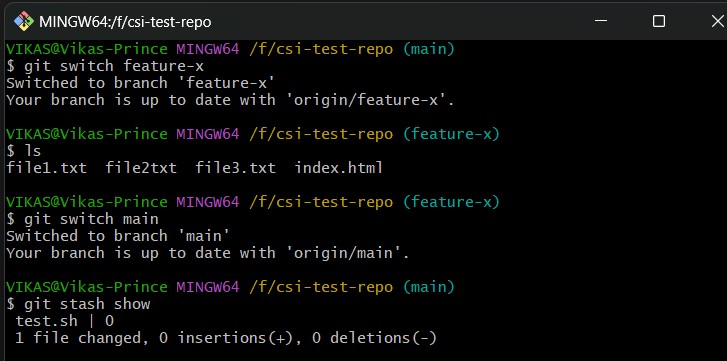 MINGW64:/f/csi-test-repo
VIKAS@Vikas-Prince MINGW64 /f/csi-test-repo (main)
$ git switch feature-x
Switched to branch 'feature-x'
Your branch is up to date with 'origin/feature-x'.
VIKAS@Vikas-Prince MINGW64 /f/csi-test-repo (feature-x)
$ ls
file1.txt  file2txt  file3.txt  index.html
VIKAS@Vikas-Prince MINGW64 /f/csi-test-repo (feature-x)
$ git switch main
Switched to branch 'main'
Your branch is up to date with 'origin/main'.
VIKAS@Vikas-Prince MINGW64 /f/csi-test-repo (main)
$ git stash show
 test.sh | 0
 1 file changed, 0 insertions(+), 0 deletions(-)